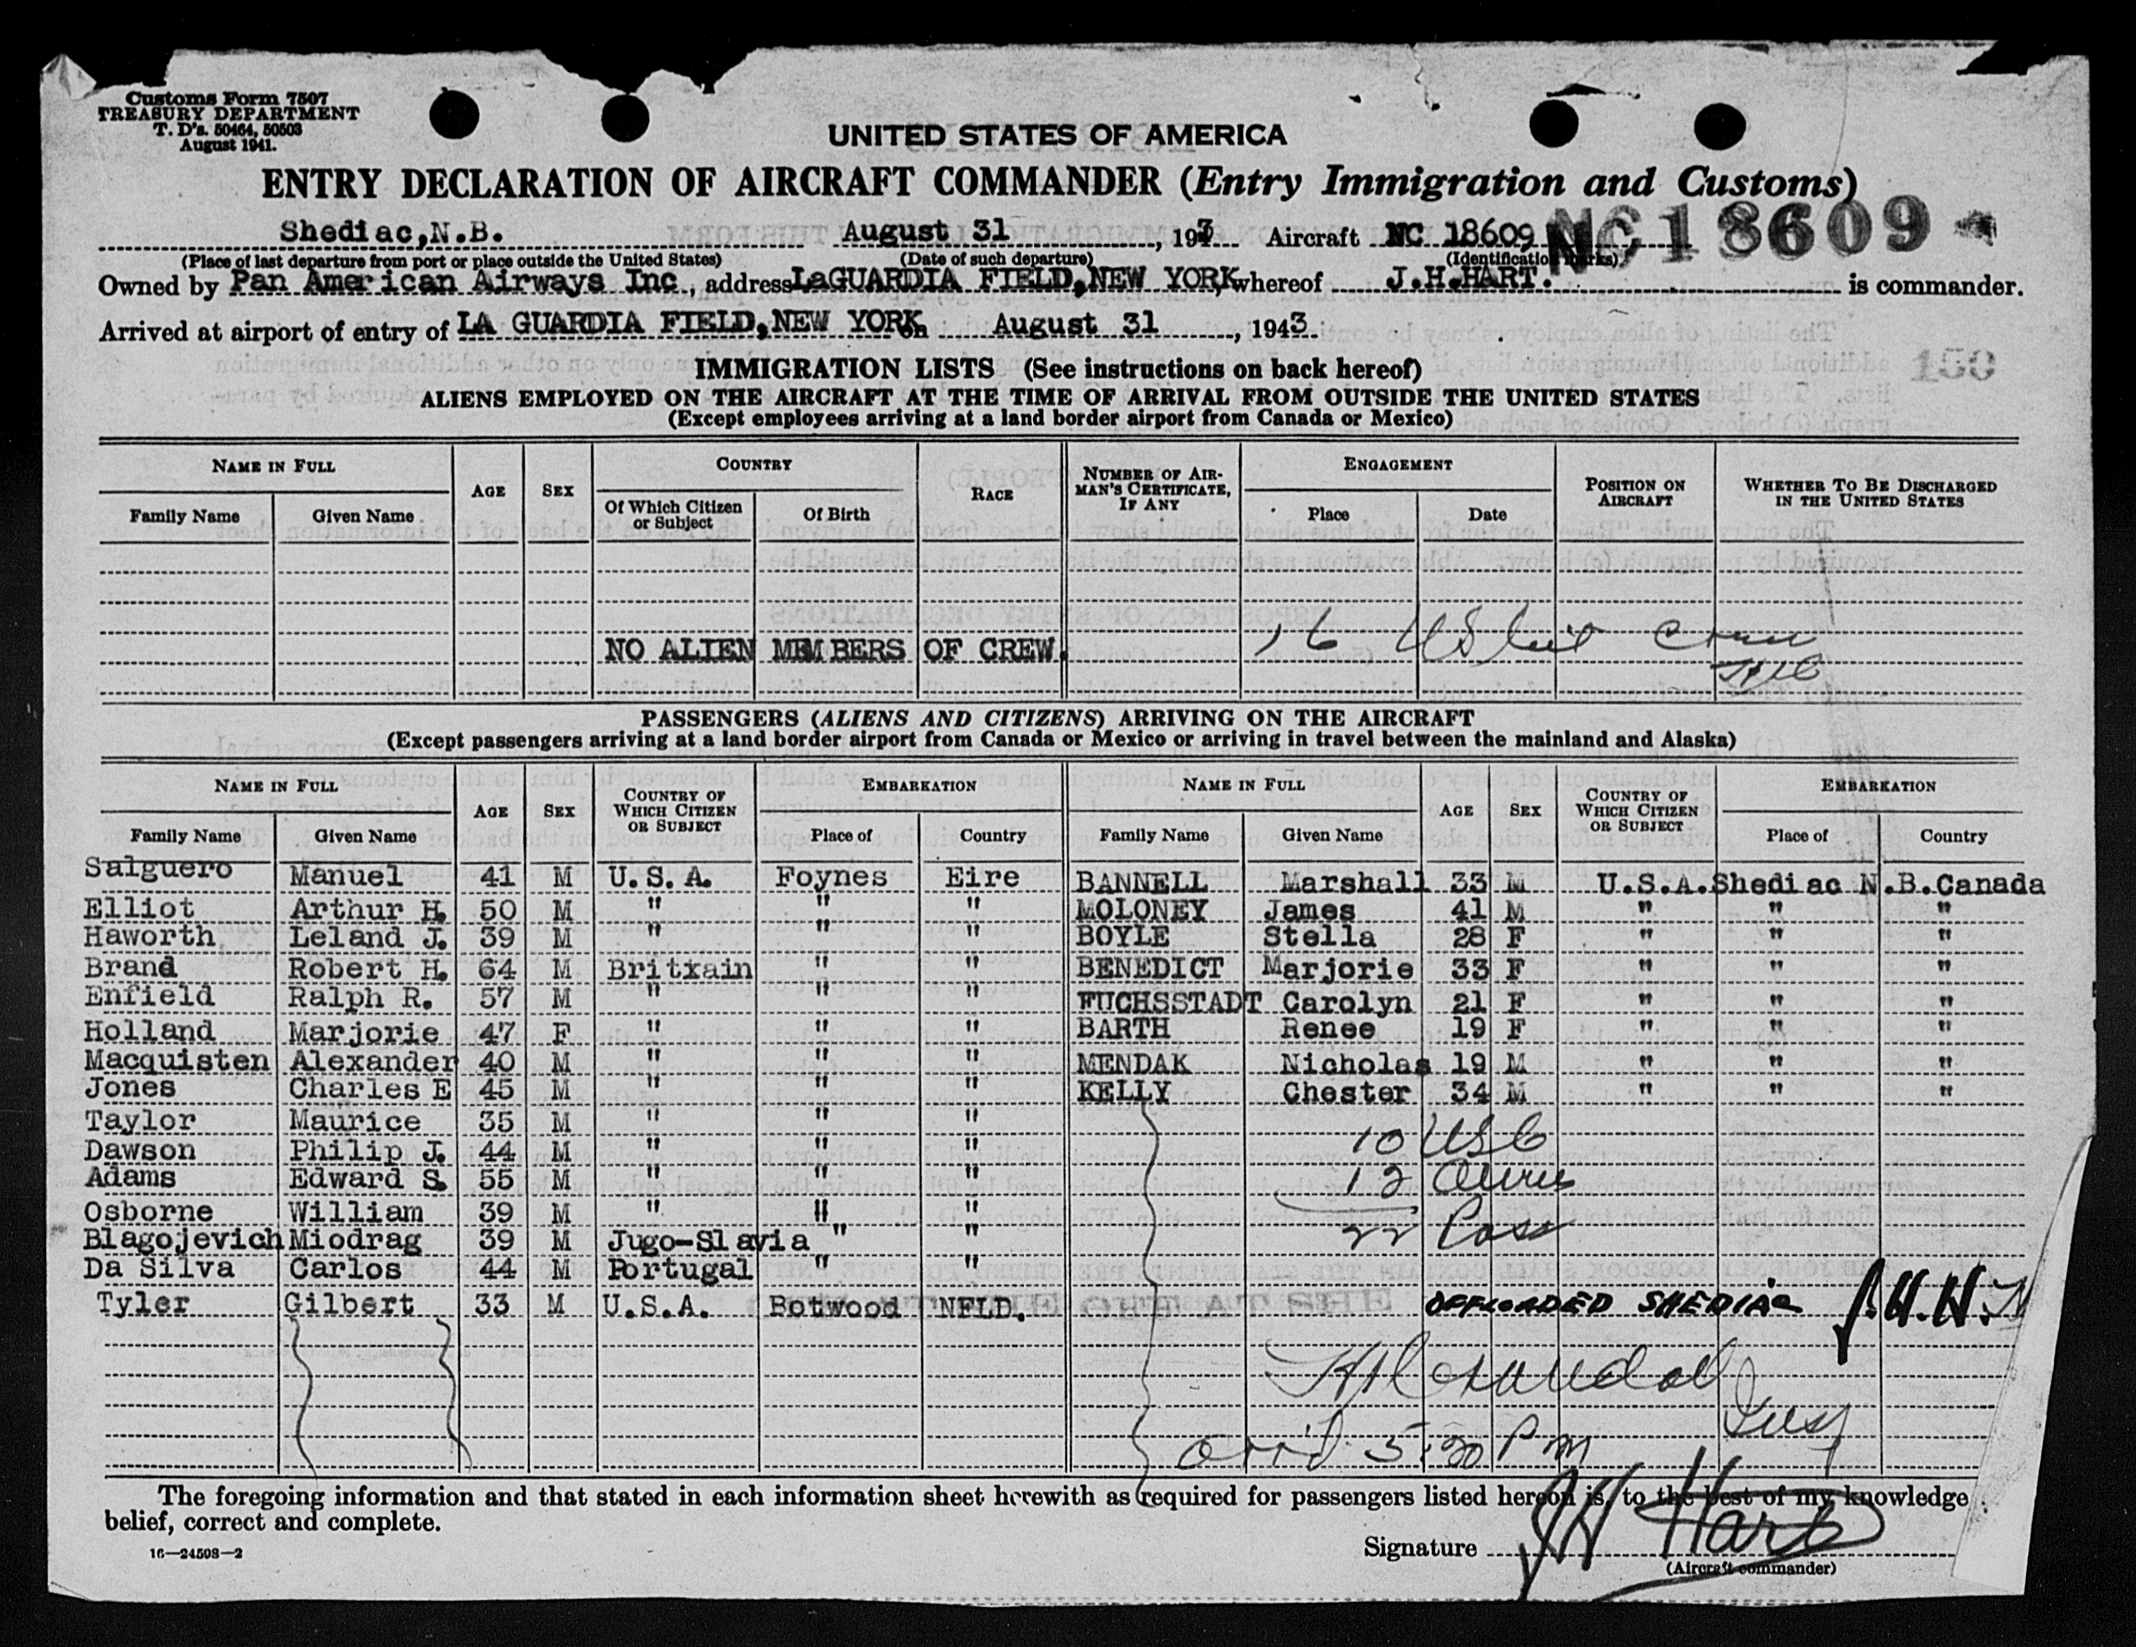 Customs Form 7507
TREASURY DEPARTMENT
T. D's. 50464, 50503
August 1941.
UNITED STATES OF AMERICA
ENTRY DECLARATION OF AIRCRAFT COMMANDER (Entry Immigration and Customs)
Shediac,N.B. August 31, 193 Aircraft NC 18609 NC18609
(Place of last departure from port or place outside the United States) (Date of such departure) (Identification marks)
Owned by Pan American Airways Inc., address LaGUARDIA FIELD,NEW YORK, whereof J.H.HART. is commander.
Arrived at airport of entry of LA GUARDIA FIELD,NEW YORK on August 31, 1943
150
IMMIGRATION LISTS (See instructions on back hereof)
ALIENS EMPLOYED ON THE AIRCRAFT AT THE TIME OF ARRIVAL FROM OUTSIDE THE UNITED STATES
(Except employees arriving at a land border airport from Canada or Mexico)
NAME IN FULL AGE SEX COUNTRY RACE NUMBER OF AIRMAN'S CERTIFICATE, IF ANY ENGAGEMENT POSITION ON AIRCRAFT WHETHER TO BE DISCHARGED IN THE UNITED STATES
Family Name Given Name Of Which Citizen or Subject Of Birth Place Date
NO ALIEN MEMBERS OF CREW. 16 US Cit Crew
PASSENGERS (ALIENS AND CITIZENS) ARRIVING ON THE AIRCRAFT
(Except passengers arriving at a land border airport from Canada or Mexico or arriving in travel between the mainland and Alaska)
NAME IN FULL AGE SEX COUNTRY OF WHICH CITIZEN OR SUBJECT EMBARKATION NAME IN FULL AGE SEX COUNTRY OF WHICH CITIZEN OR SUBJECT EMBARKATION
Family Name Given Name Place of Country Family Name Given Name Place of Country
Salguero Manuel 41 M U.S.A. Foynes Eire BANNELL Marshall 33 M U.S.A. Shediac N.B. Canada
Elliot Arthur H. 50 M " " " MOLONEY James 41 M " " "
Haworth Leland J. 39 M " " " BOYLE Stella 28 F " " "
Brand Robert H. 64 M Britxain " " BENEDICT Marjorie 33 F " " "
Enfield Ralph R. 57 M " " " FUCHSSTADT Carolyn 21 F " " "
Holland Marjorie 47 F " " " BARTH Renee 19 F " " "
Macquisten Alexander 40 M " " " MENDAK Nicholas 19 M " " "
Jones Charles E 45 M " " " KELLY Chester 34 M " " "
Taylor Maurice 35 M " " "
Dawson Philip J. 44 M " " " 10 USC
Adams Edward S. 55 M " " " 12 Aliens
Osborne William 39 M " " "
Blagojevich Miodrag 39 M Jugo-Slavia " " 22 Pass
Da Silva Carlos 44 M Portugal " "
Tyler Gilbert 33 M U.S.A. Botwood NFLD. OFFLOADED SHEDIAC J.H.H.
Insp
arr'd 5:20 Pm
The foregoing information and that stated in each information sheet herewith as required for passengers listed hereon is, to the best of my knowledge
belief, correct and complete.
16—24508—2
Signature JH Hart
(Aircraft commander)